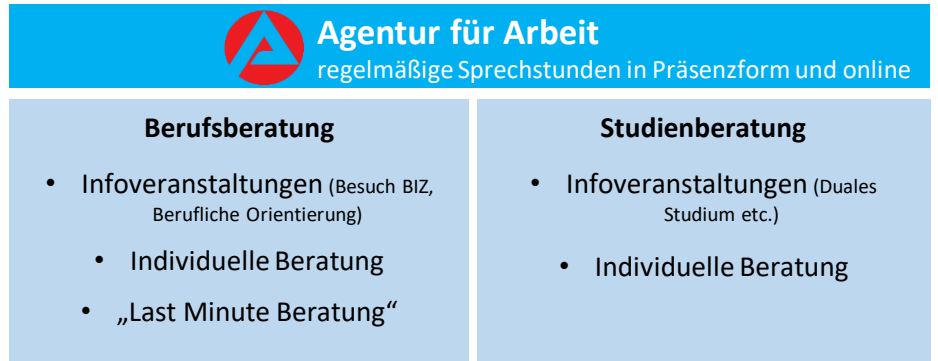 Agentur für Arbeit
regelmäßige Sprechstunden in Präsenzform und online
Berufsberatung
• Infoveranstaltungen (Besuch BIZ,
Berufliche Orientierung)
• Individuelle Beratung
• „Last Minute Beratung“
Studienberatung
• Infoveranstaltungen (Duales
Studium etc.)
• Individuelle Beratung